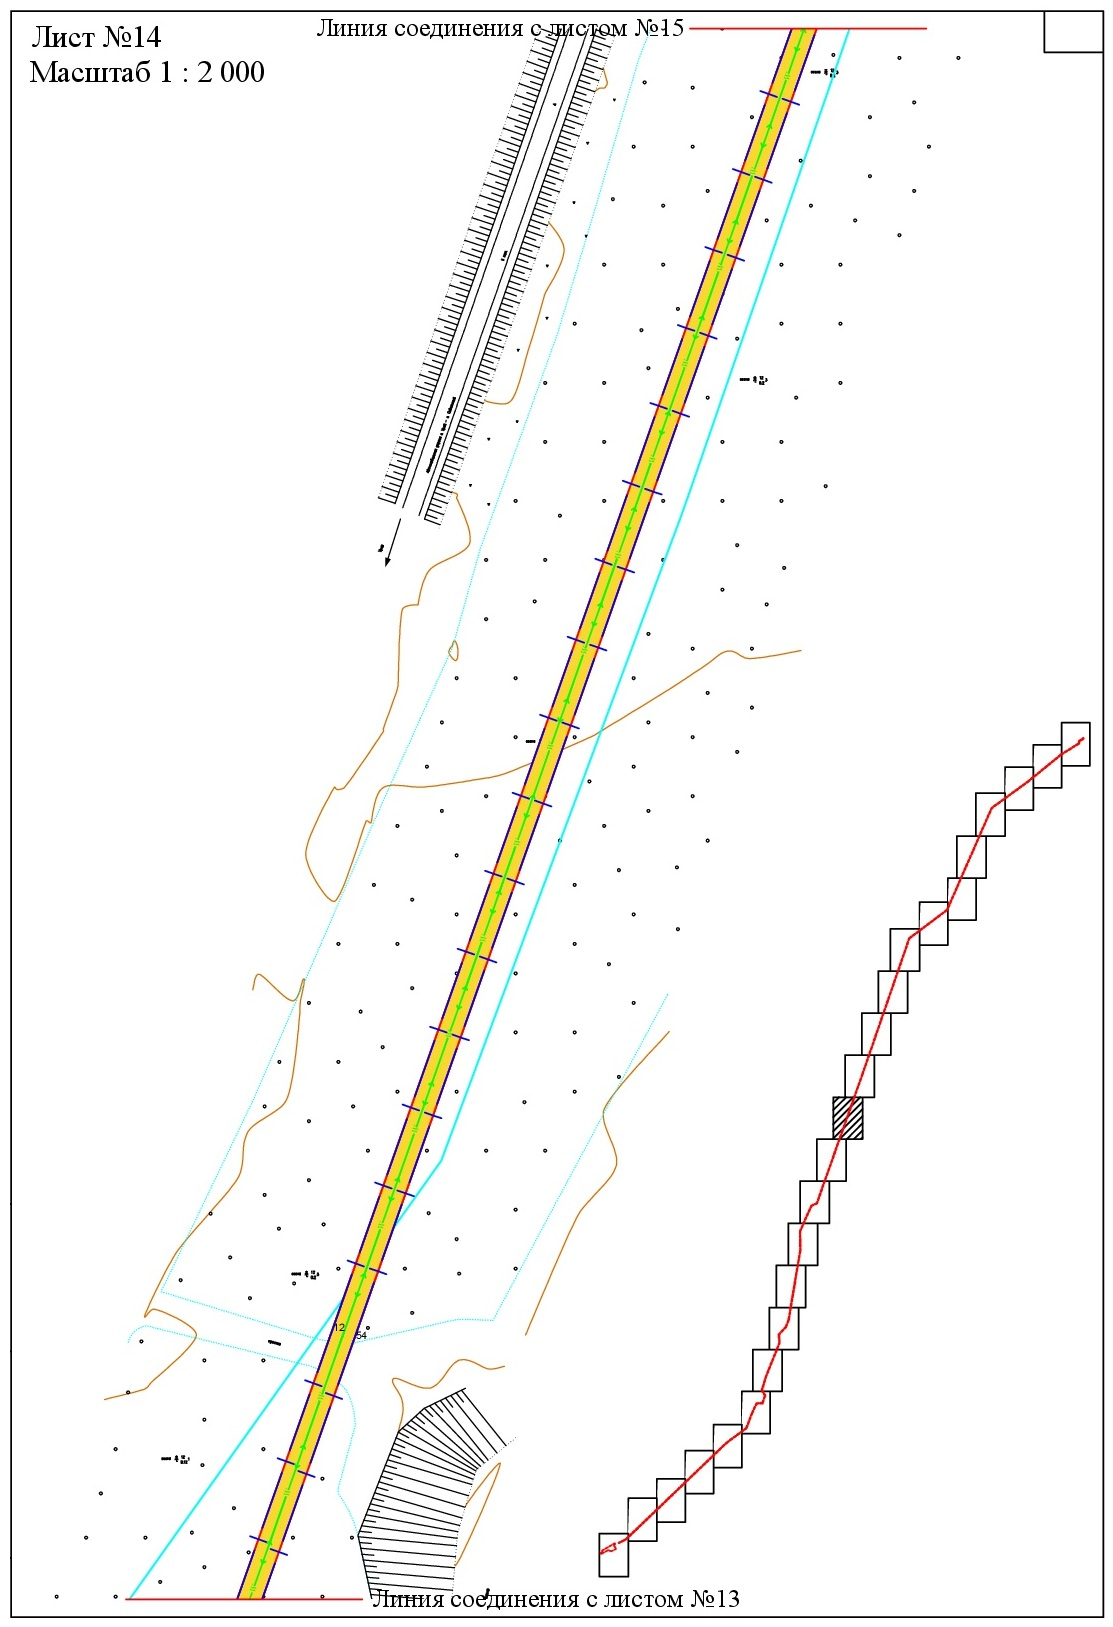 Линия соединения с листом №15
Лист №14
Масштаб 1 : 2 000
12
54
Линия соединения с листом №13